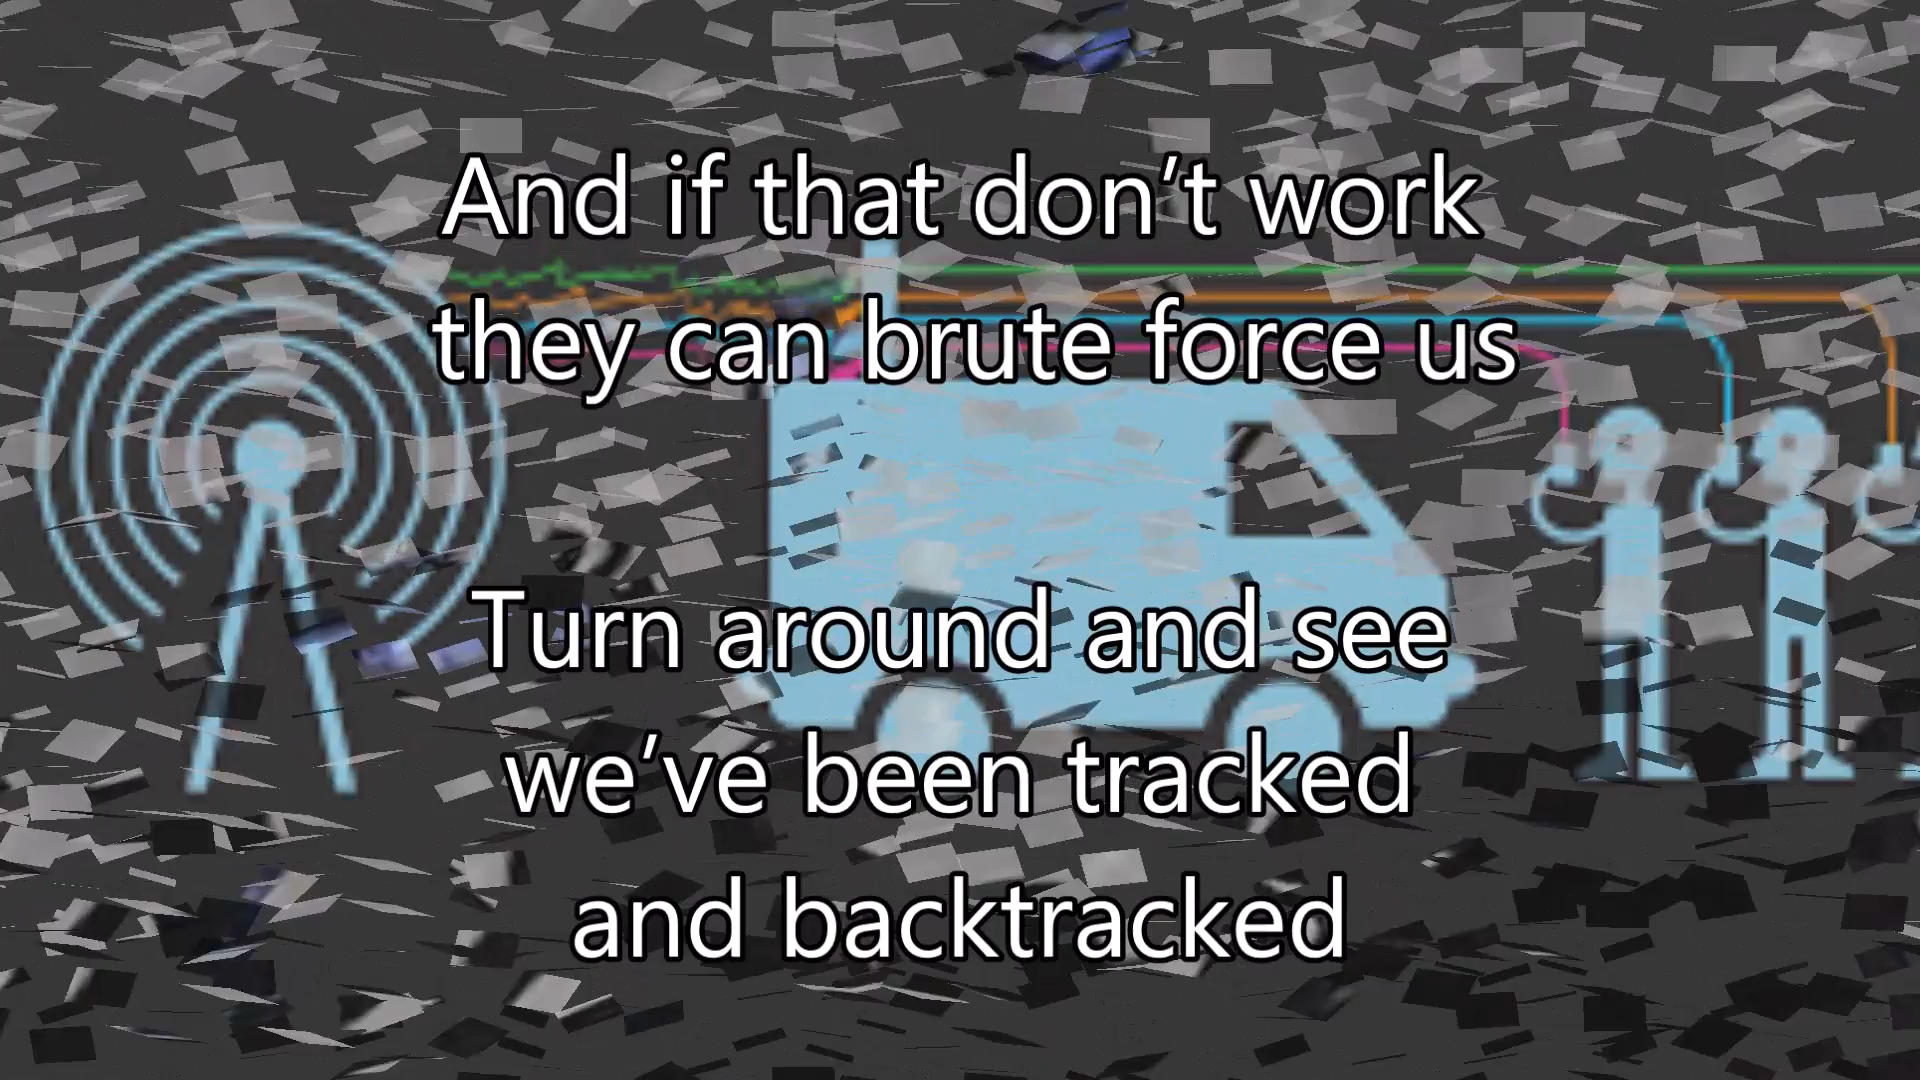 And if that don’t work
they can brute force us
Turn around and see
we’ve been tracked
and backtracked